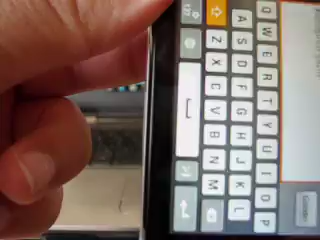 Q W E R T Y U I O P
A S D F G H J K L
Z X C V B N M